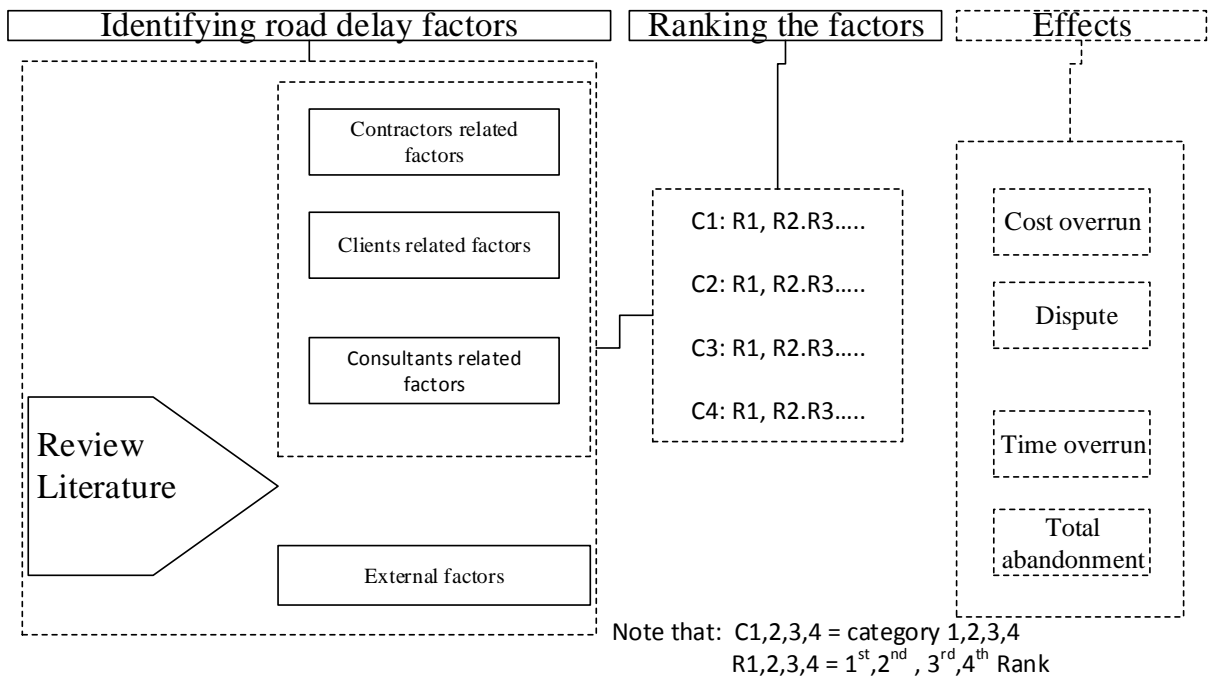 Identifying road delay factors
Ranking the factors
Effects
Contractors related
factors
Clients related factors
Consultants related
factors
Review
Literature
External factors
C1: R1, R2.R3.....
C2: R1, R2.R3.....
C3: R1, R2.R3.....
C4: R1, R2.R3.....
Cost overrun
Dispute
Time overrun
Total
abandonment
Note that: C1,2,3,4 = category 1,2,3,4
R1,2,3,4 = 1st,2nd , 3rd,4th Rank